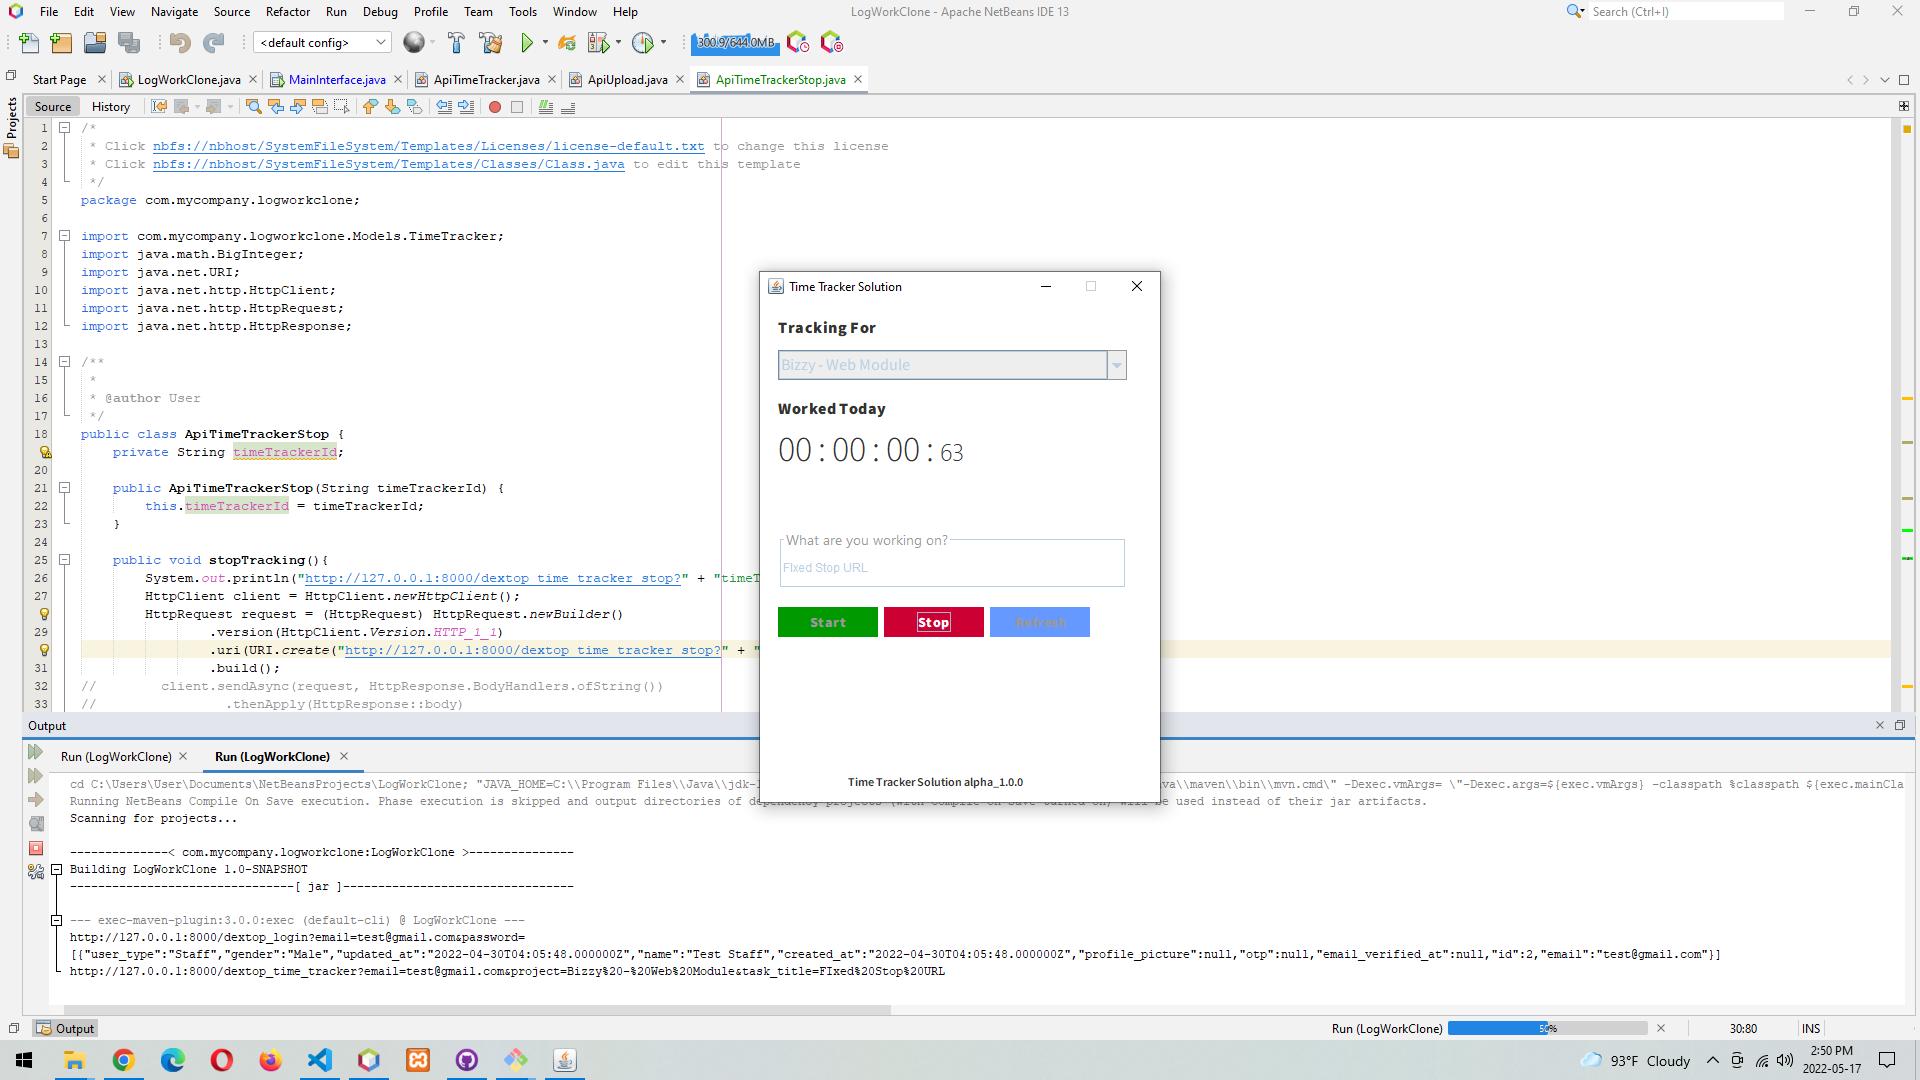 File Edit View Navigate Source Refactor Run Debug Profile Team Tools Window Help
LogWorkClone - Apache NetBeans IDE 13
Search (Ctrl+I)
<default config>
300.9/644.0MB
Start Page LogWorkClone.java MainInterface.java ApiTimeTracker.java ApiUpload.java ApiTimeTrackerStop.java
Projects
Source History
1 /*
2 * Click nbfs://nbhost/SystemFileSystem/Templates/Licenses/license-default.txt to change this license
3 * Click nbfs://nbhost/SystemFileSystem/Templates/Classes/Class.java to edit this template
4 */
5 package com.mycompany.logworkclone;
6
7 import com.mycompany.logworkclone.Models.TimeTracker;
8 import java.math.BigInteger;
9 import java.net.URI;
10 import java.net.http.HttpClient;
11 import java.net.http.HttpRequest;
12 import java.net.http.HttpResponse;
13
14 /**
15 *
16 * @author User
17 */
18 public class ApiTimeTrackerStop {
private String timeTrackerId;
20
21 public ApiTimeTrackerStop(String timeTrackerId) {
22 this.timeTrackerId = timeTrackerId;
23 }
24
25 public void stopTracking(){
26 System.out.println("http://127.0.0.1:8000/dextop_time_tracker_stop?" + "timeT
27 HttpClient client = HttpClient.newHttpClient();
HttpRequest request = (HttpRequest) HttpRequest.newBuilder()
29 .version(HttpClient.Version.HTTP_1_1)
.uri(URI.create("http://127.0.0.1:8000/dextop_time_tracker_stop?" + "
31 .build();
32 // client.sendAsync(request, HttpResponse.BodyHandlers.ofString())
33 // .thenApply(HttpResponse::body)
Time Tracker Solution
Tracking For
Bizzy - Web Module
Worked Today
00 : 00 : 00 : 63
What are you working on?
FIxed Stop URL
Start Stop Refresh
Time Tracker Solution alpha_1.0.0
Output
Run (LogWorkClone) Run (LogWorkClone)
cd C:\Users\User\Documents\NetBeansProjects\LogWorkClone; "JAVA_HOME=C:\\Program Files\\Java\\jdk- ava\\maven\\bin\\mvn.cmd\" -Dexec.vmArgs= \"-Dexec.args=${exec.vmArgs} -classpath %classpath ${exec.mainCla
Running NetBeans Compile On Save execution. Phase execution is skipped and output directories of dependency projects (with Compile on Save turned on) will be used instead of their jar artifacts.
Scanning for projects...
--------------< com.mycompany.logworkclone:LogWorkClone >---------------
Building LogWorkClone 1.0-SNAPSHOT
--------------------------------[ jar ]---------------------------------
--- exec-maven-plugin:3.0.0:exec (default-cli) @ LogWorkClone ---
http://127.0.0.1:8000/dextop_login?email=test@gmail.com&password=
[{"user_type":"Staff","gender":"Male","updated_at":"2022-04-30T04:05:48.000000Z","name":"Test Staff","created_at":"2022-04-30T04:05:48.000000Z","profile_picture":null,"otp":null,"email_verified_at":null,"id":2,"email":"test@gmail.com"}]
http://127.0.0.1:8000/dextop_time_tracker?email=test@gmail.com&project=Bizzy%20-%20Web%20Module&task_title=FIxed%20Stop%20URL
Output
Run (LogWorkClone) 50% 30:80 INS
93°F Cloudy
2:50 PM
2022-05-17